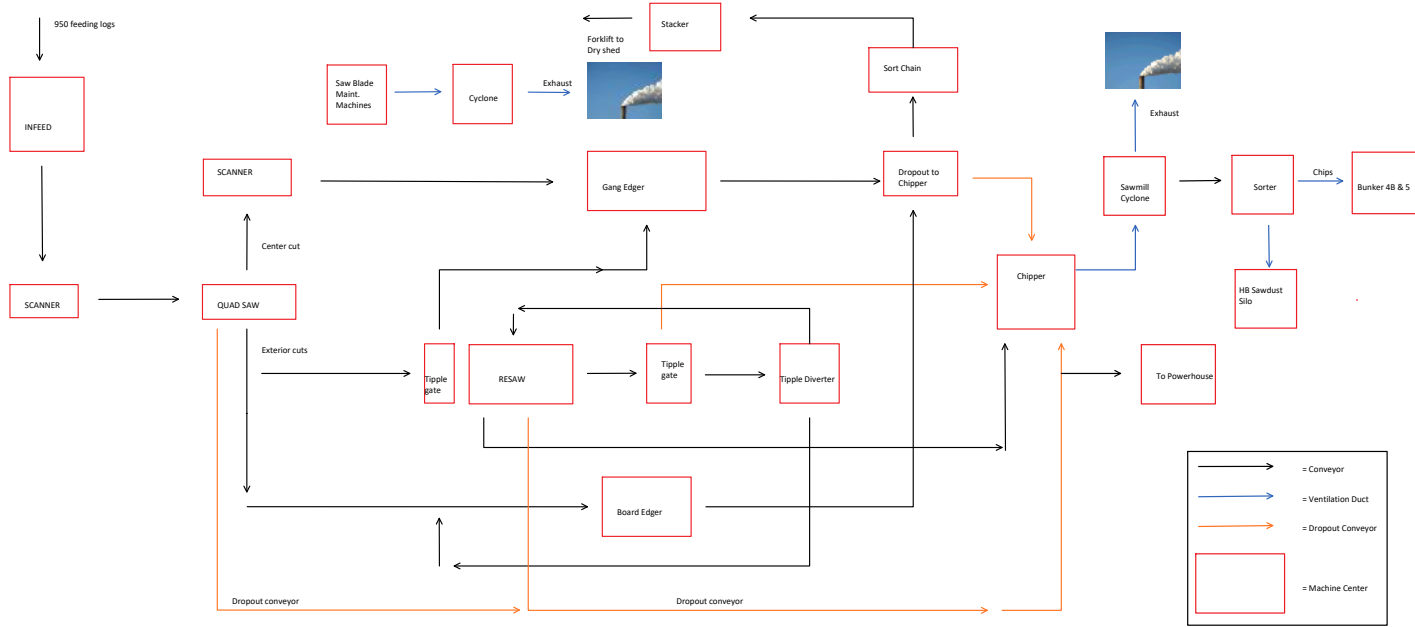 950 feeding logs
Stacker
Forklift to
Dry shed
Sort Chain
Saw Blade
Maint.
Machines
Cyclone
Exhaust
Exhaust
INFEED
SCANNER
Gang Edger
Dropout to
Chipper
Sawmill
Cyclone
Sorter
Chips
Bunker 4B & 5
Center cut
Chipper
HB Sawdust
Silo
SCANNER
QUAD SAW
Exterior cuts
Tipple
gate
RESAW
Tipple
gate
Tipple Diverter
To Powerhouse
Board Edger
= Conveyor
= Ventilation Duct
= Dropout Conveyor
= Machine Center
Dropout conveyor
Dropout conveyor